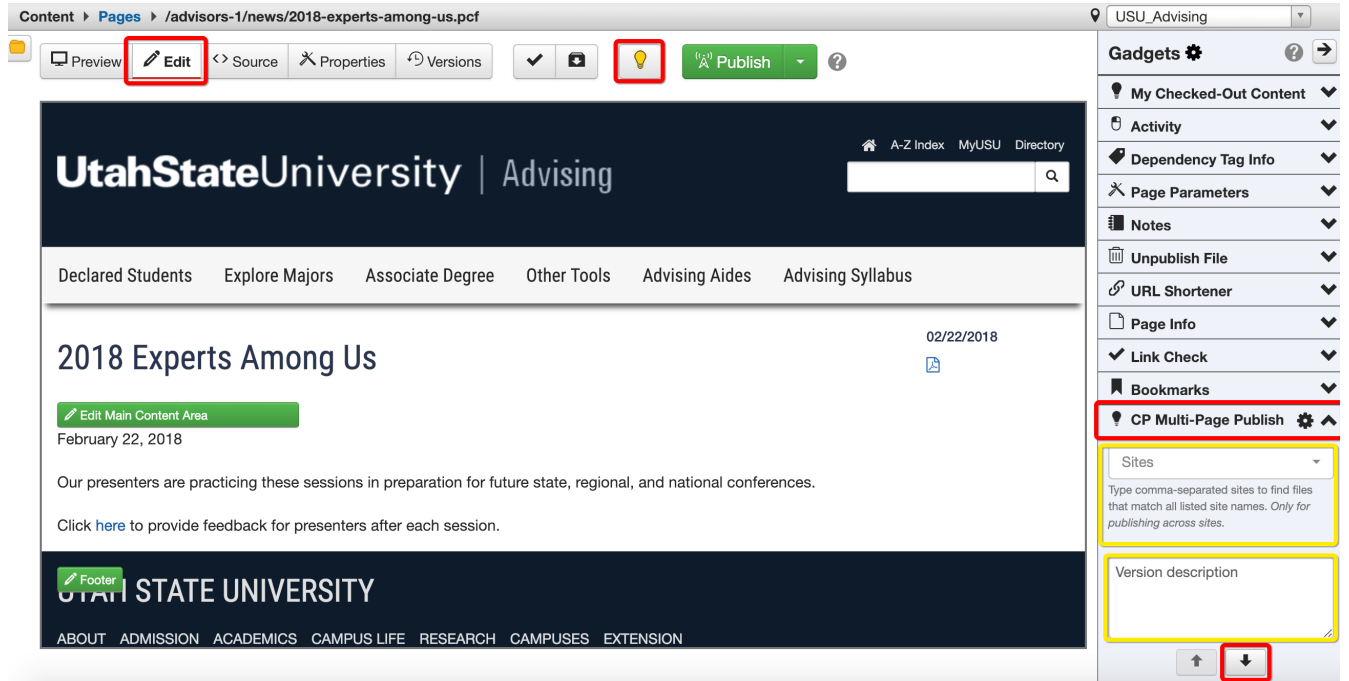 Content Pages /advisors-1/news/2018-experts-among-us.pcf
USU_Advising
Preview Edit Source Properties Versions Publish
Gadgets
My Checked-Out Content
Activity
Dependency Tag Info
Page Parameters
Notes
Unpublish File
URL Shortener
Page Info
Link Check
Bookmarks
CP Multi-Page Publish
Sites
Type comma-separated sites to find files
that match all listed site names. Only for
publishing across sites.
Version description
A-Z Index MyUSU Directory
UtahStateUniversity | Advising
Declared Students Explore Majors Associate Degree Other Tools Advising Aides Advising Syllabus
02/22/2018
2018 Experts Among Us
Edit Main Content Area
February 22, 2018
Our presenters are practicing these sessions in preparation for future state, regional, and national conferences.
Click here to provide feedback for presenters after each session.
Footer
UTAH STATE UNIVERSITY
ABOUT ADMISSION ACADEMICS CAMPUS LIFE RESEARCH CAMPUSES EXTENSION